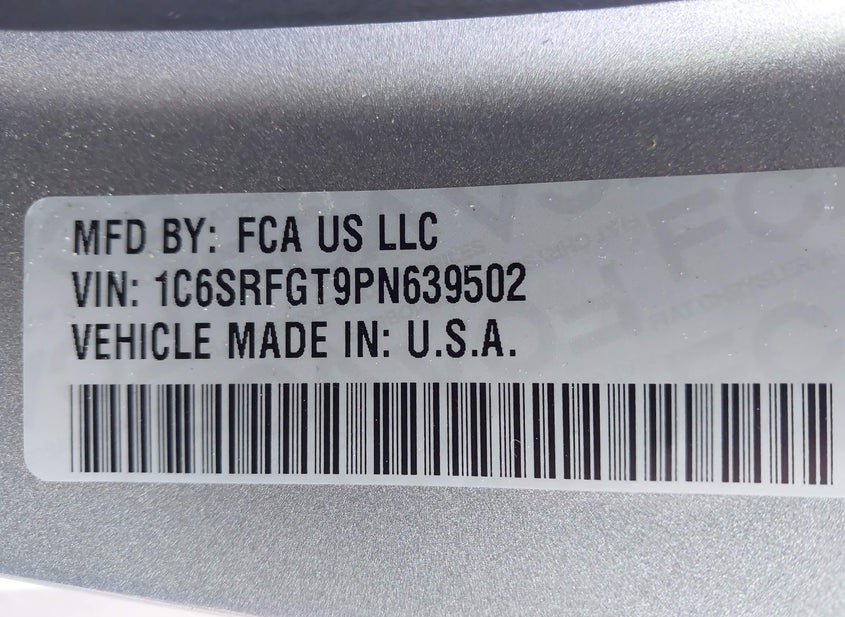 MFD BY: FCA US LLC
VIN: 1C6SRFGT9PN639502
VEHICLE MADE IN: U.S.A.